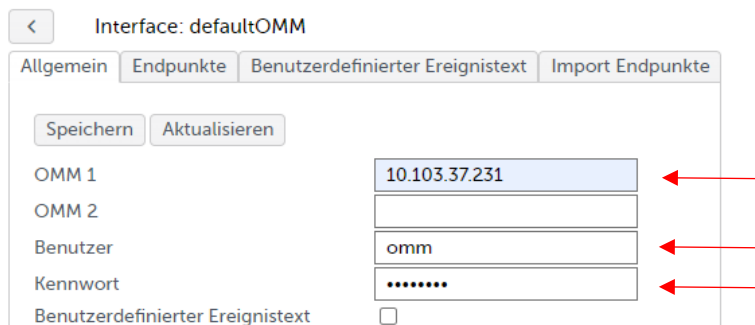 Interface: defaultOMM
Allgemein Endpunkte Benutzerdefinierter Ereignistext Import Endpunkte
Speichern Aktualisieren
OMM 1 10.103.37.231
OMM 2
Benutzer omm
Kennwort ••••••••
Benutzerdefinierter Ereignistext